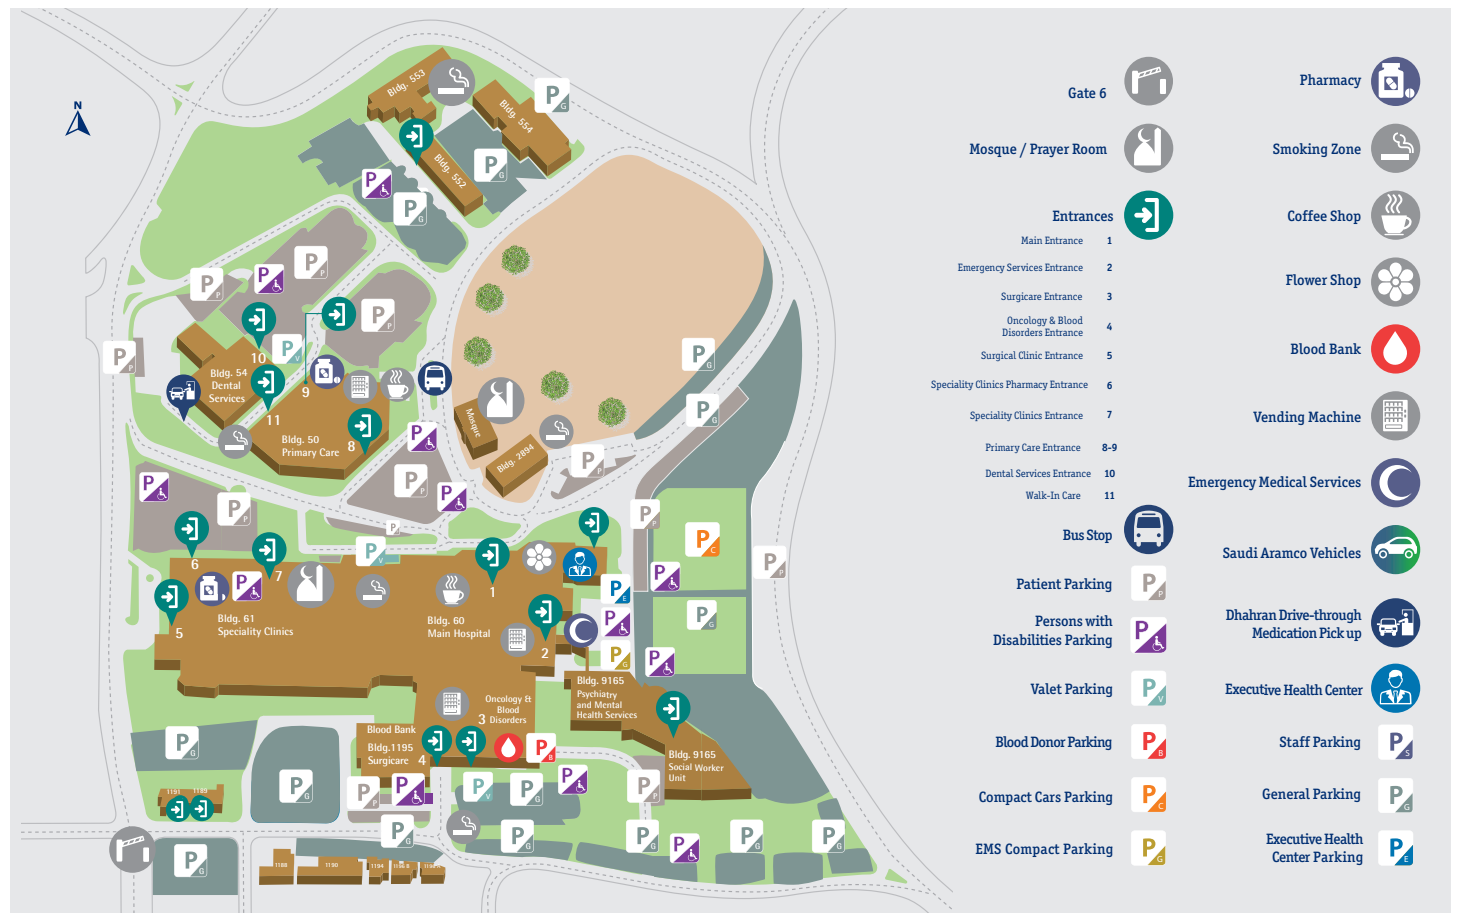 N
Bldg. 553
Bldg. 554
Bldg. 552
P G
P G
P
P G
P P
P
P P
P P
P V
P P
10
9
11
8
Bldg. 54
Dental
Services
Bldg. 50
Primary Care
Mosque
Bldg. 2894
P G
P G
P
P P
P
P P
P
P P
P
P V
P P
P C
P P
6
7
1
5
2
P
P E
P
P
P G
P
P G
Bldg. 61
Speciality Clinics
Bldg. 60
Main Hospital
Bldg. 9165
Psychiatry
and Mental
Health Services
Oncology &
Blood
Disorders
3
Blood Bank
Bldg.1195
Surgicare
4
Bldg. 9165
Social Worker
Unit
P B
P G
P G
P P
P
P V
P G
P
P P
1191
1189
P G
P G
P G
P G
P
P G
P G
1188
1190
1194
Gate 6
Mosque / Prayer Room
Entrances
Main Entrance 1
Emergency Services Entrance 2
Surgicare Entrance 3
Oncology & Blood
Disorders Entrance 4
Surgical Clinic Entrance 5
Speciality Clinics Pharmacy Entrance 6
Speciality Clinics Entrance 7
Primary Care Entrance 8-9
Dental Services Entrance 10
Walk-In Care 11
Bus Stop
Patient Parking P P
Persons with
Disabilities Parking P
Valet Parking P V
Blood Donor Parking P B
Compact Cars Parking P C
EMS Compact Parking P G
Pharmacy
Smoking Zone
Coffee Shop
Flower Shop
Blood Bank
Vending Machine
Emergency Medical Services
Saudi Aramco Vehicles
Dhahran Drive-through
Medication Pick up
Executive Health Center
Staff Parking P S
General Parking P G
Executive Health
Center Parking P E